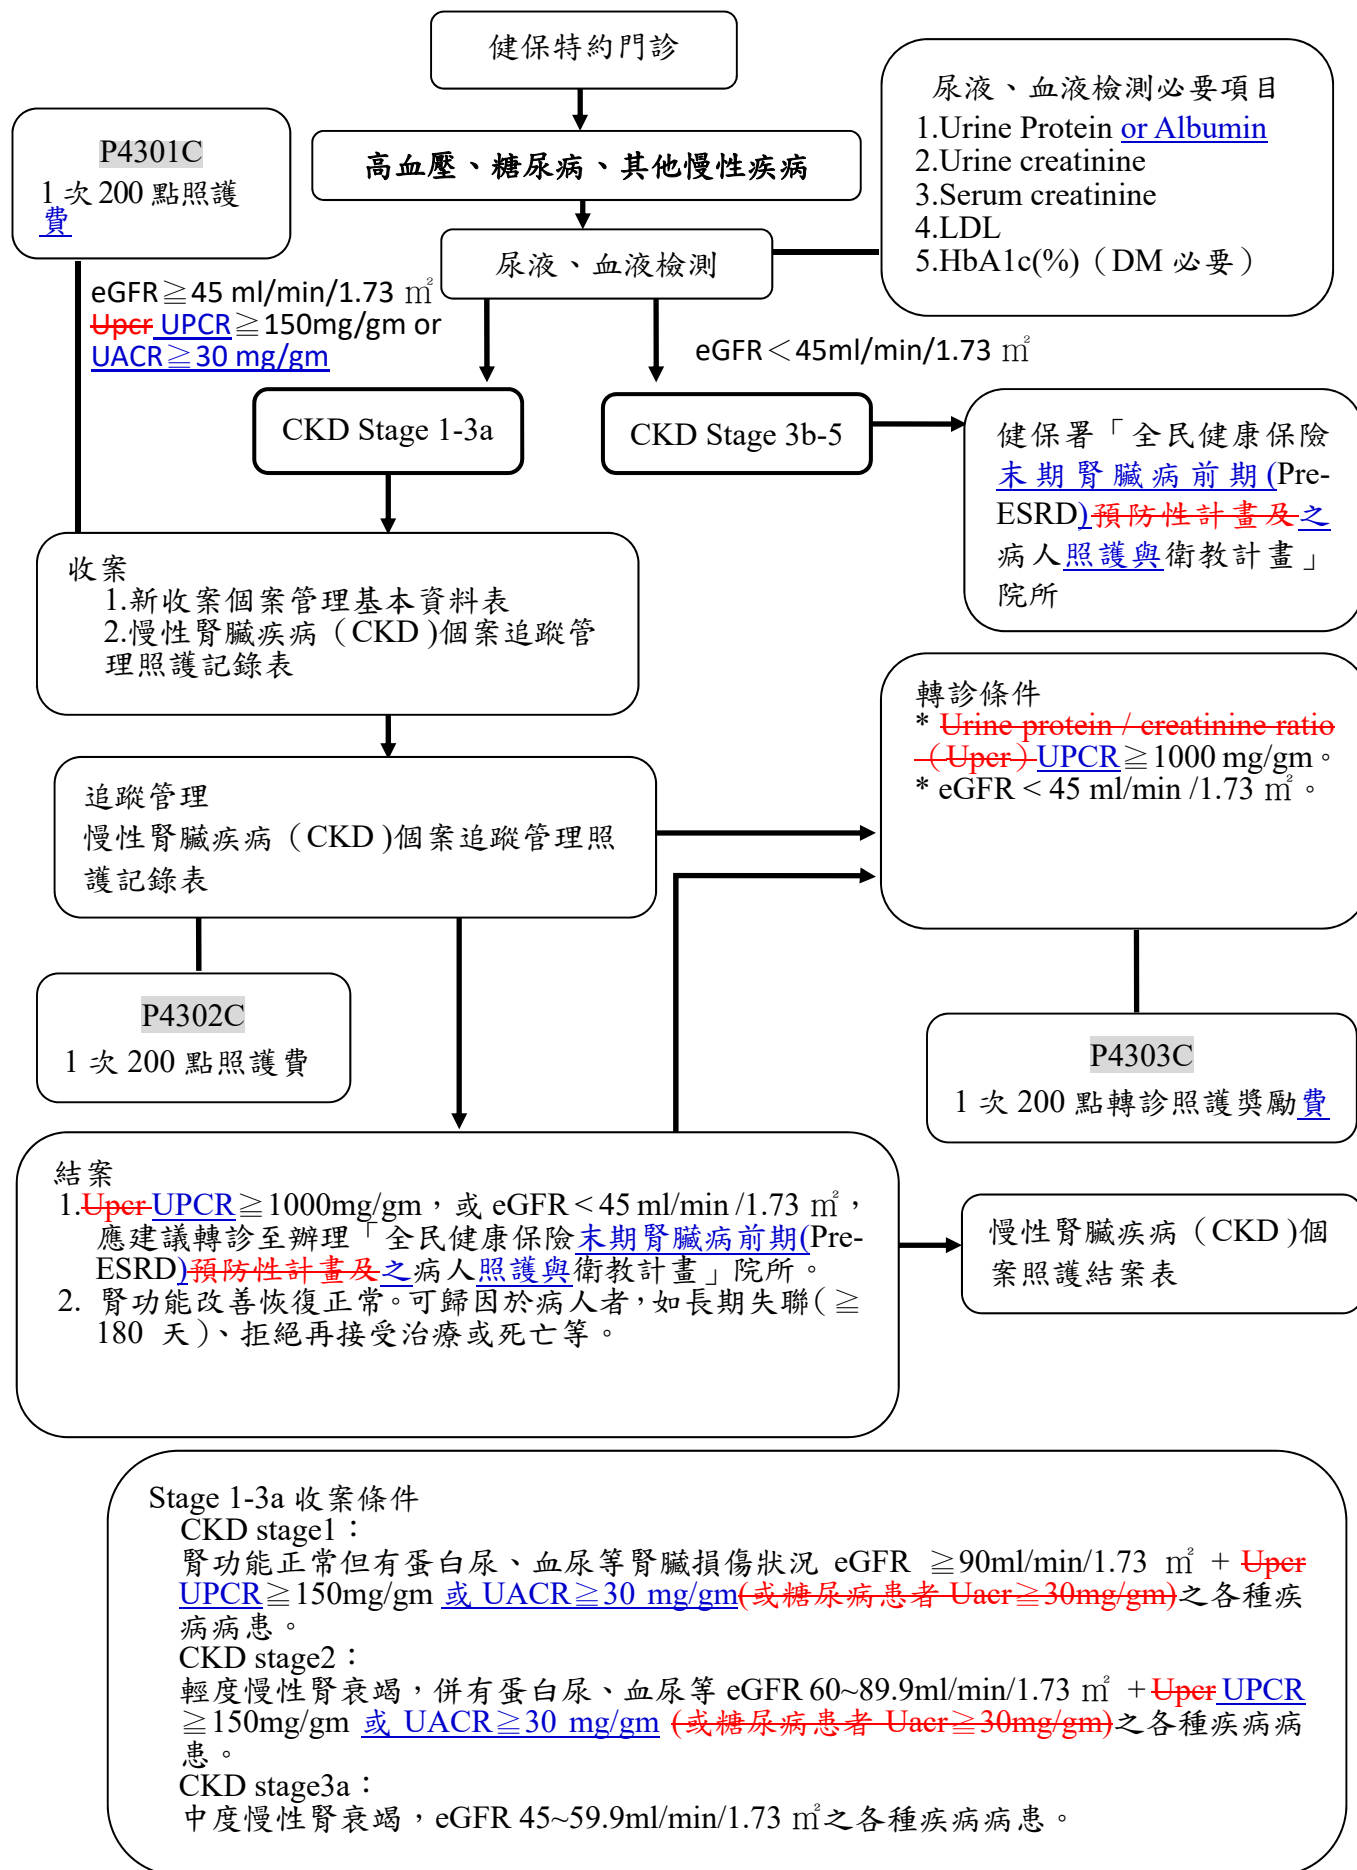 健保特約門診
尿液、血液檢測必要項目
1.Urine Protein or Albumin
2.Urine creatinine
3.Serum creatinine
4.LDL
5.HbA1c(%)（DM 必要）
P4301C
1 次 200 點照護
費
高血壓、糖尿病、其他慢性疾病
尿液、血液檢測
eGFR≧45 ml/min/1.73 ㎡
Upcr UPCR≧150mg/gm or
UACR≧30 mg/gm
eGFR＜45ml/min/1.73 ㎡
CKD Stage 1-3a
CKD Stage 3b-5
健保署「全民健康保險
末期腎臟病前期(Pre-
ESRD)預防性計畫及之
病人照護與衛教計畫」
院所
收案
1.新收案個案管理基本資料表
2.慢性腎臟疾病（CKD）個案追蹤管
理照護記錄表
轉診條件
* Urine protein / creatinine ratio
（Upcr）UPCR≧1000 mg/gm。
* eGFR < 45 ml/min /1.73 ㎡。
追蹤管理
慢性腎臟疾病（CKD）個案追蹤管理照
護記錄表
P4302C
1 次 200 點照護費
P4303C
1 次 200 點轉診照護獎勵費
結案
1.Upcr UPCR≧1000mg/gm，或 eGFR < 45 ml/min /1.73 ㎡，
應建議轉診至辦理「全民健康保險末期腎臟病前期(Pre-
ESRD)預防性計畫及之病人照護與衛教計畫」院所。
2. 腎功能改善恢復正常。可歸因於病人者，如長期失聯（≧
180 天）、拒絕再接受治療或死亡等。
慢性腎臟疾病（CKD）個
案照護結案表
Stage 1-3a 收案條件
CKD stage1：
腎功能正常但有蛋白尿、血尿等腎臟損傷狀況 eGFR ≧90ml/min/1.73 ㎡ + Upcr
UPCR≧150mg/gm 或 UACR≧30 mg/gm(或糖尿病患者 Uacr≧30mg/gm)之各種疾
病病患。
CKD stage2：
輕度慢性腎衰竭，併有蛋白尿、血尿等 eGFR 60~89.9ml/min/1.73 ㎡ +Upcr UPCR
≧150mg/gm 或 UACR≧30 mg/gm (或糖尿病患者 Uacr≧30mg/gm)之各種疾病病
患。
CKD stage3a：
中度慢性腎衰竭，eGFR 45~59.9ml/min/1.73 ㎡之各種疾病病患。